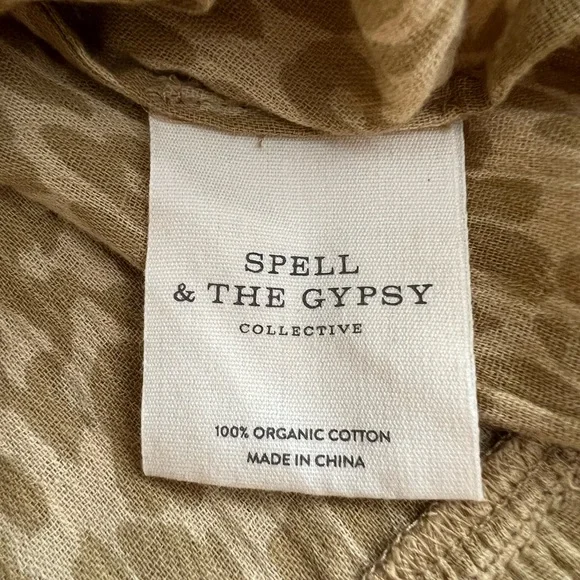 SPELL
& THE GYPSY
COLLECTIVE
100% ORGANIC COTTON
MADE IN CHINA